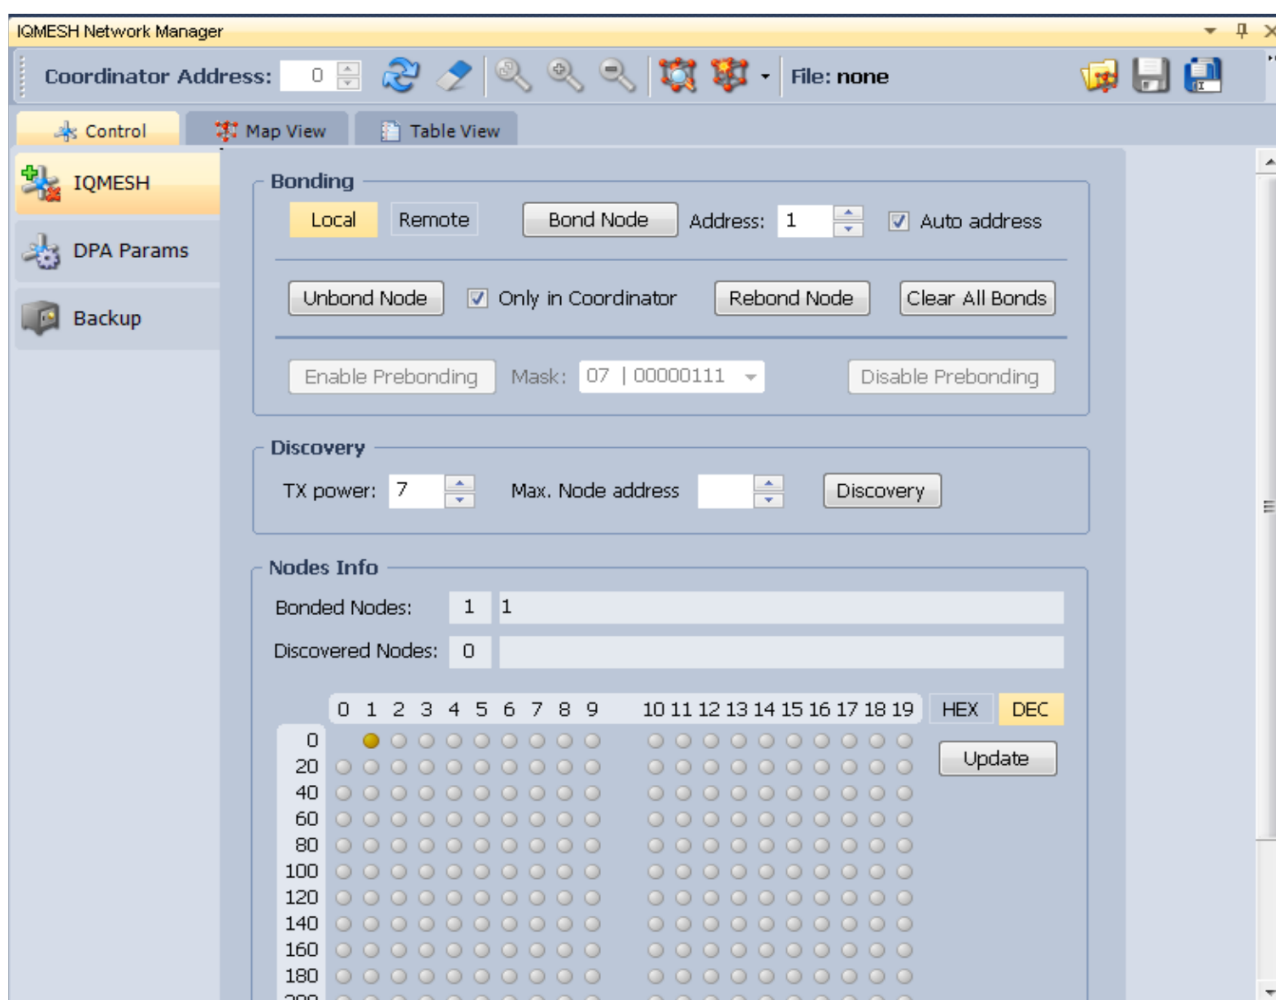 IQMESH Network Manager
Coordinator Address: 0 File: none
Control Map View Table View
IQMESH
DPA Params
Backup
Bonding
Local Remote Bond Node Address: 1 Auto address
Unbond Node Only in Coordinator Rebond Node Clear All Bonds
Enable Prebonding Mask: 07 | 00000111 Disable Prebonding
Discovery
TX power: 7 Max. Node address Discovery
Nodes Info
Bonded Nodes: 1 1
Discovered Nodes: 0
0 1 2 3 4 5 6 7 8 9 10 11 12 13 14 15 16 17 18 19 HEX DEC
0
Update
20
40
60
80
100
120
140
160
180